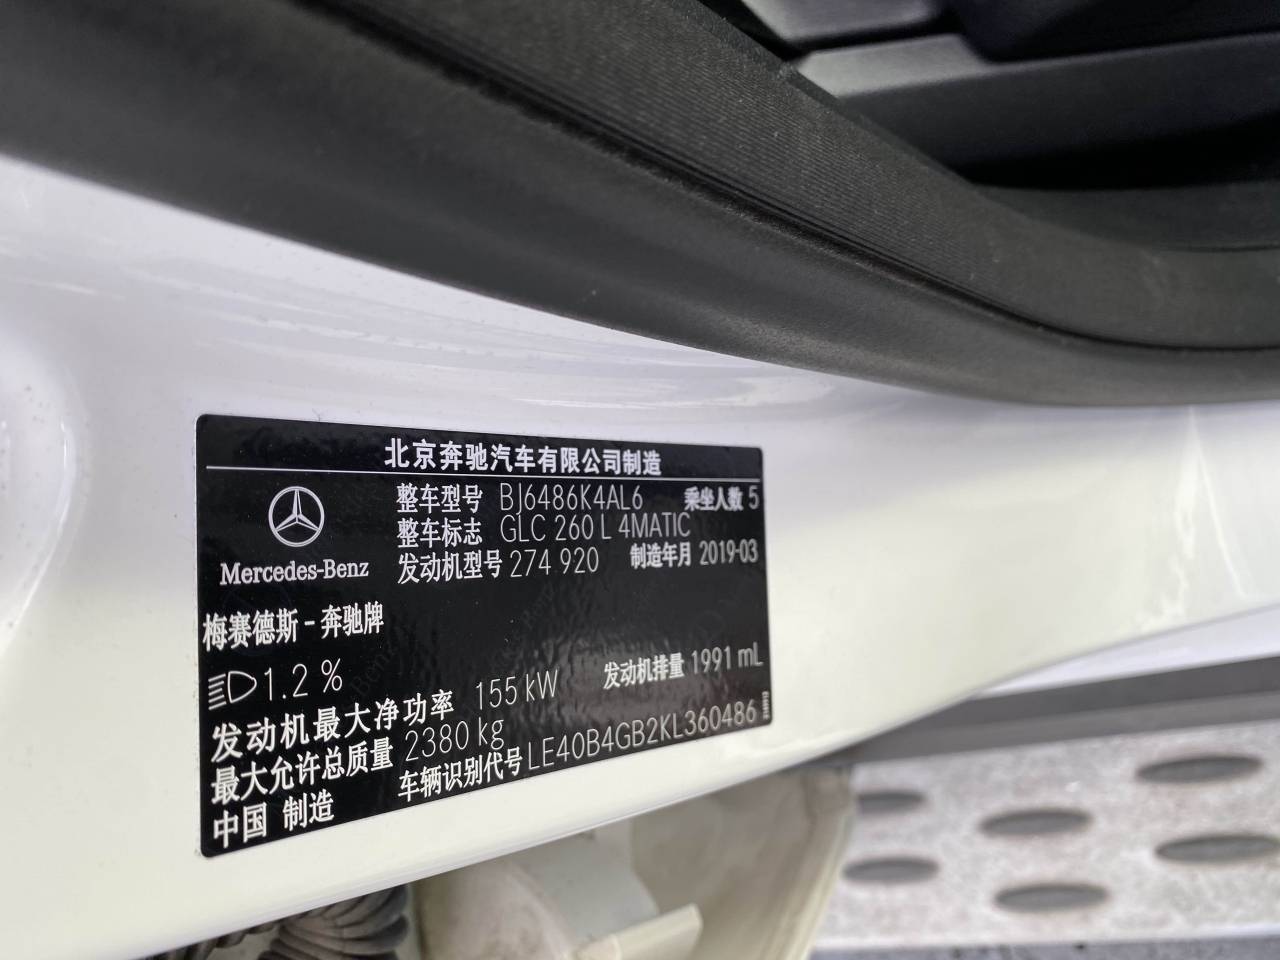 北京奔驰汽车有限公司制造
整车型号 BJ6486K4AL6 乘坐人数 5
整车标志 GLC 260 L 4MATIC
发动机型号 274 920 制造年月 2019-03
Mercedes-Benz
梅赛德斯-奔驰牌
1.2 %
发动机最大净功率 155 kW 发动机排量 1991 mL
最大允许总质量 2380 kg
中国 制造 车辆识别代号 LE40B4GB2KL360486